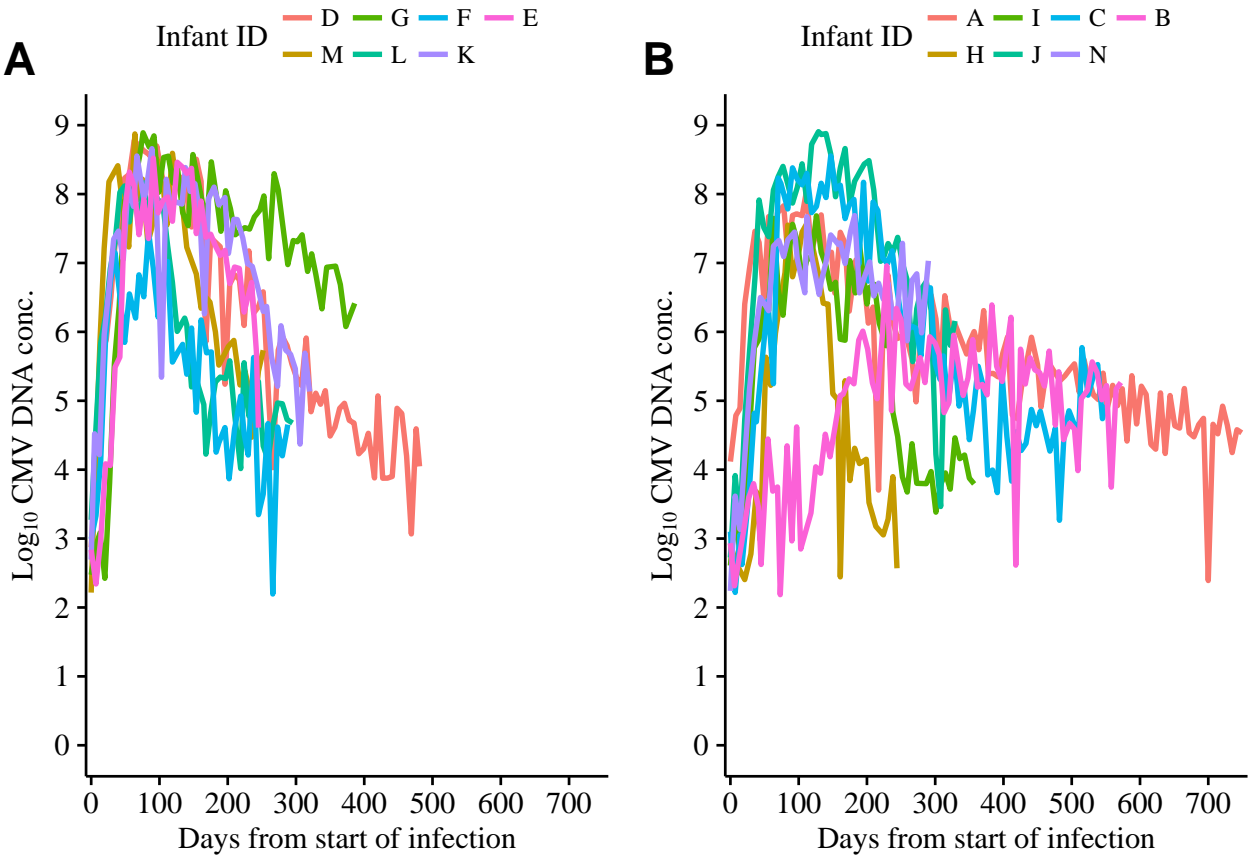 Infant ID D G F E
M L K
A
Log₁₀ CMV DNA conc.
9
8
7
6
5
4
3
2
1
0
0 100 200 300 400 500 600 700
Days from start of infection
Infant ID A I C B
H J N
B
Log₁₀ CMV DNA conc.
9
8
7
6
5
4
3
2
1
0
0 100 200 300 400 500 600 700
Days from start of infection